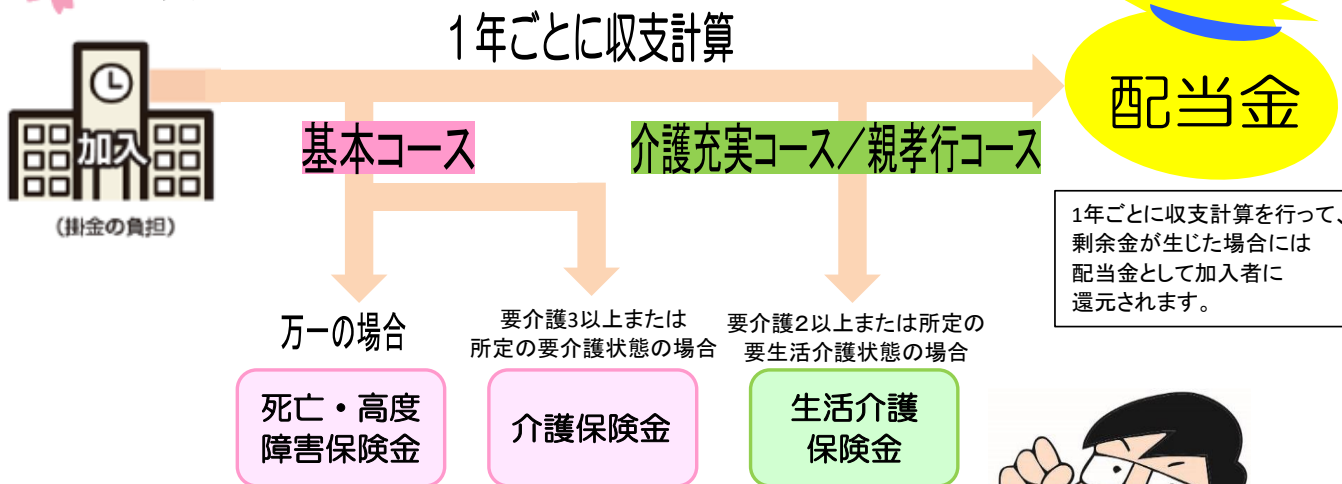 1年ごとに収支計算
加入
(掛金の負担)
基本コース
介護充実コース/親孝行コース
配当金
1年ごとに収支計算を行って、
剰余金が生じた場合には
配当金として加入者に
還元されます。
万一の場合
要介護3以上または
所定の要介護状態の場合
要介護2以上または所定の
要生活介護状態の場合
死亡・高度
障害保険金
介護保険金
生活介護
保険金